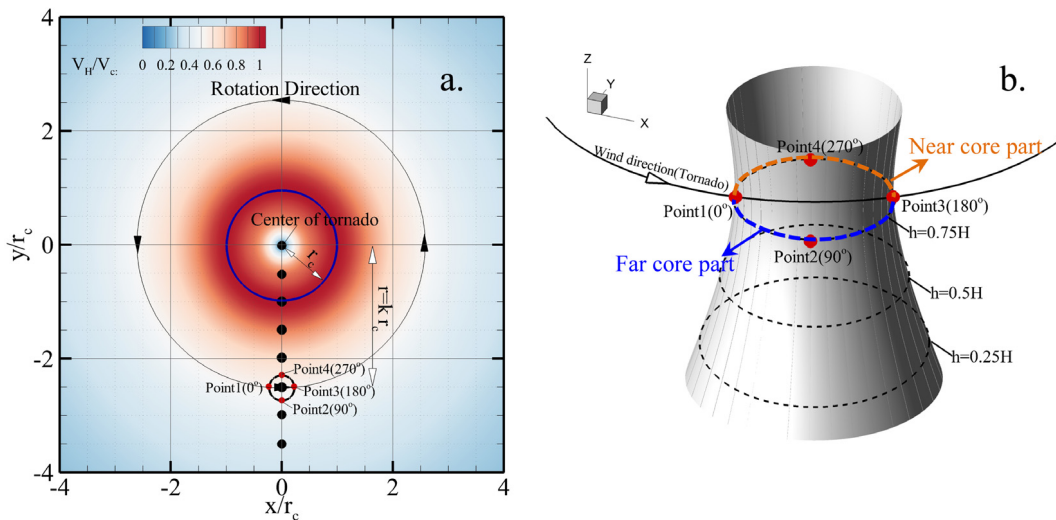 a.
V_H/V_c:
0 0.2 0.4 0.6 0.8 1
Rotation Direction
Center of tornado
r_c
r=k r_c
Point4(270°)
Point1(0°)
Point3(180°)
Point2(90°)
4
2
0
-2
-4
y/r_c
-4 -2 0 2 4
x/r_c
b.
Z
Y
X
Wind direction(Tornado)
Point4(270°)
Near core part
Point1(0°)
Point3(180°)
h=0.75H
Point2(90°)
Far core part
h=0.5H
h=0.25H